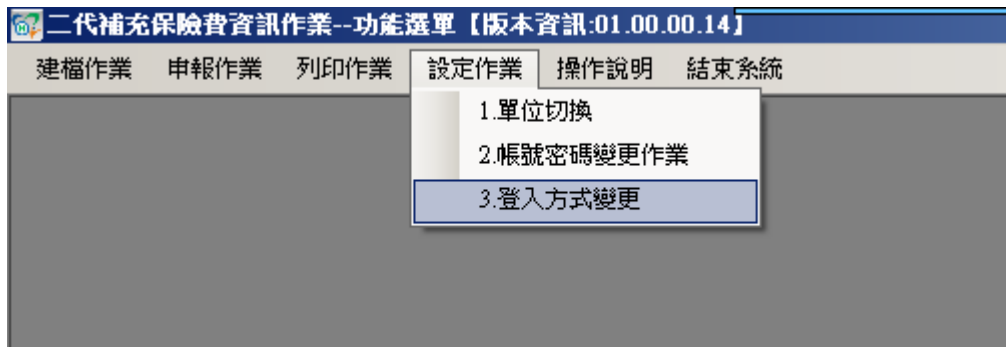 二代補充保險費資訊作業--功能選單【版本資訊:01.00.00.14】
建檔作業 申報作業 列印作業 設定作業 操作說明 結束系統
1.單位切換
2.帳號密碼變更作業
3.登入方式變更